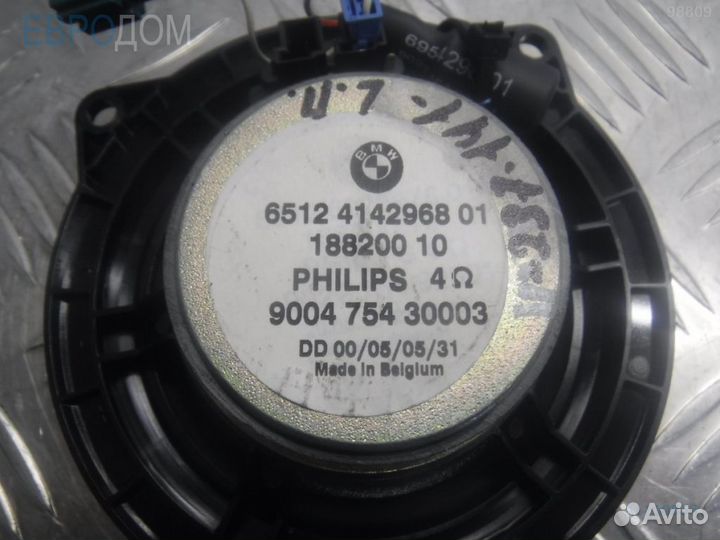 ЕВРОДОМ
98809
BMW
6512 4142968 01
188200 10
PHILIPS 4Ω
9004 754 30003
DD 00/05/05/31
Made in Belgium
Avito